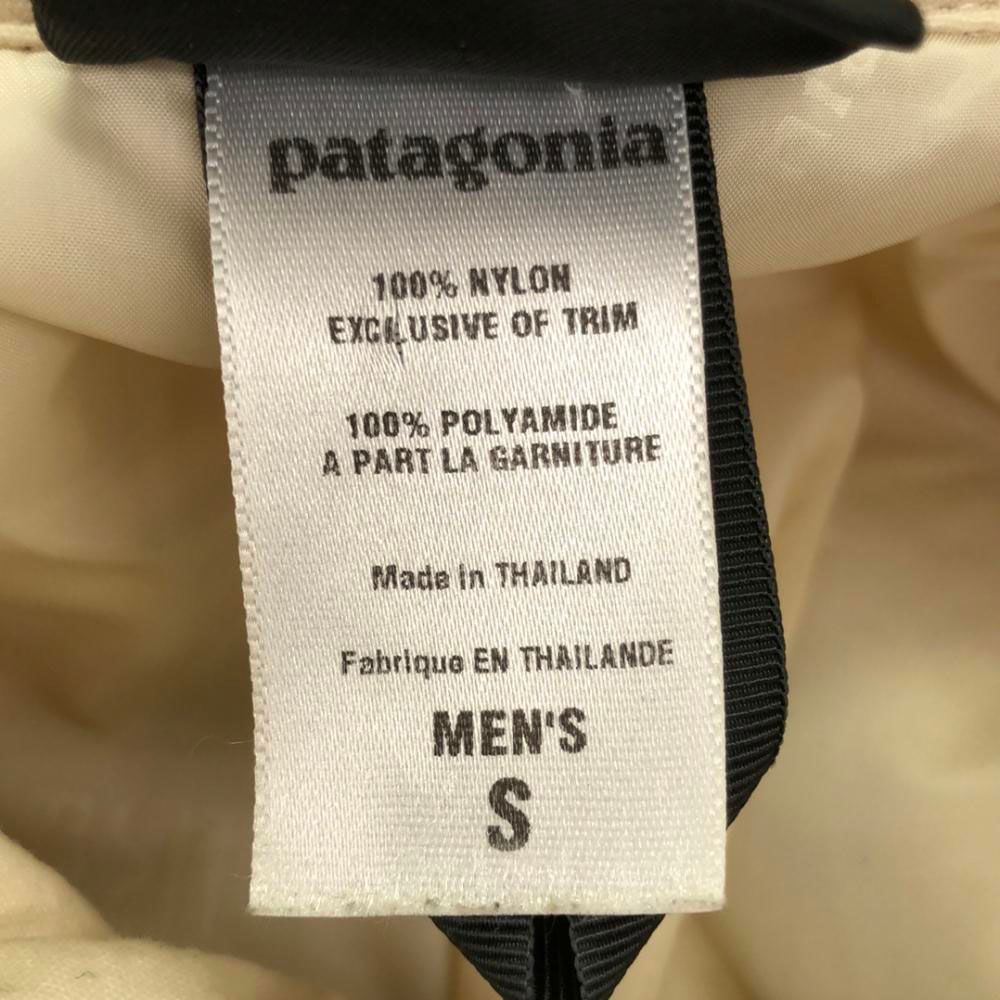 patagonia
100% NYLON
EXCLUSIVE OF TRIM
100% POLYAMIDE
A PART LA GARNITURE
Made in THAILAND
Fabrique EN THAILANDE
MEN'S
S